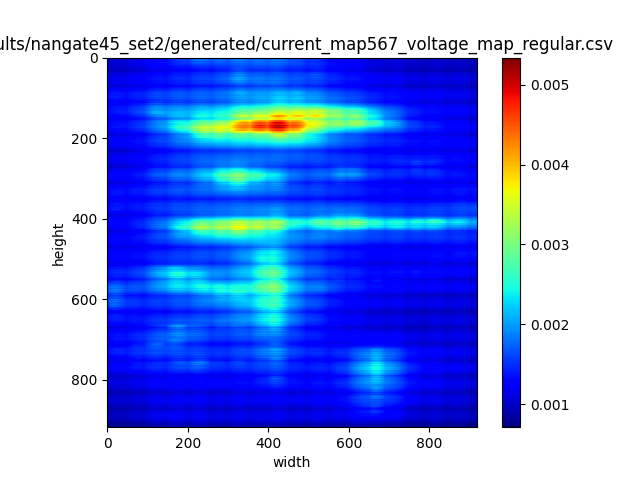 ults/nangate45_set2/generated/current_map567_voltage_map_regular.csv
0
200
400
600
800
height
0 200 400 600 800
width
0.005
0.004
0.003
0.002
0.001